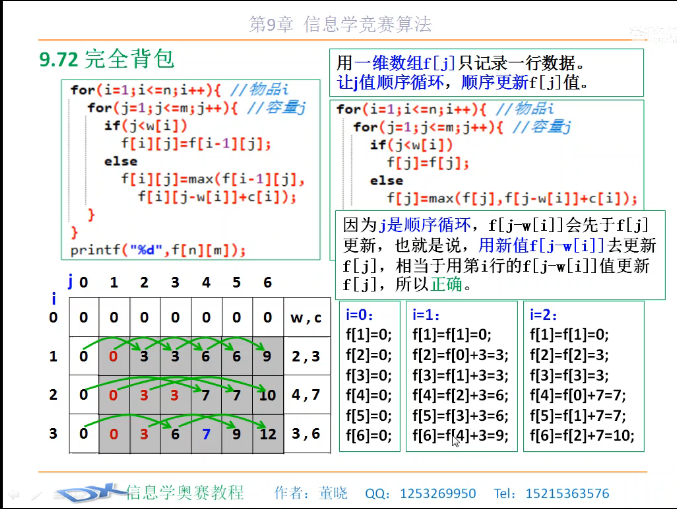 第9章 信息学竞赛算法
9.72 完全背包
for(i=1;i<=n;i++){ //物品i
for(j=1;j<=m;j++){ //容量j
if(j<w[i])
f[i][j]=f[i-1][j];
else
f[i][j]=max(f[i-1][j],
f[i][j-w[i]]+c[i]);
}
}
printf("%d",f[n][m]);
用一维数组f[j]只记录一行数据。
让j值顺序循环，顺序更新f[j]值。
for(i=1;i<=n;i++){ //物品i
for(j=1;j<=m;j++){ //容量j
if(j<w[i])
f[j]=f[j];
else
f[j]=max(f[j],f[j-w[i]]+c[i]);
因为j是顺序循环，f[j-w[i]]会先于f[j]
更新，也就是说，用新值f[j-w[i]]去更新
f[j]，相当于用第i行的f[j-w[i]]值更新
f[j]，所以正确。
j 0 1 2 3 4 5 6
i
0 0 0 0 0 0 0 0 w,c
1 0 0 3 3 6 6 9 2,3
2 0 0 3 3 7 7 10 4,7
3 0 0 3 6 7 9 12 3,6
i=0:
f[1]=0;
f[2]=0;
f[3]=0;
f[4]=0;
f[5]=0;
f[6]=0;
i=1:
f[1]=f[1]=0;
f[2]=f[0]+3=3;
f[3]=f[1]+3=3;
f[4]=f[2]+3=6;
f[5]=f[3]+3=6;
f[6]=f[4]+3=9;
i=2:
f[1]=f[1]=0;
f[2]=f[2]=3;
f[3]=f[3]=3;
f[4]=f[0]+7=7;
f[5]=f[1]+7=7;
f[6]=f[2]+7=10;
信息学奥赛教程 作者：董晓 QQ：1253269950 Tel：15215363576